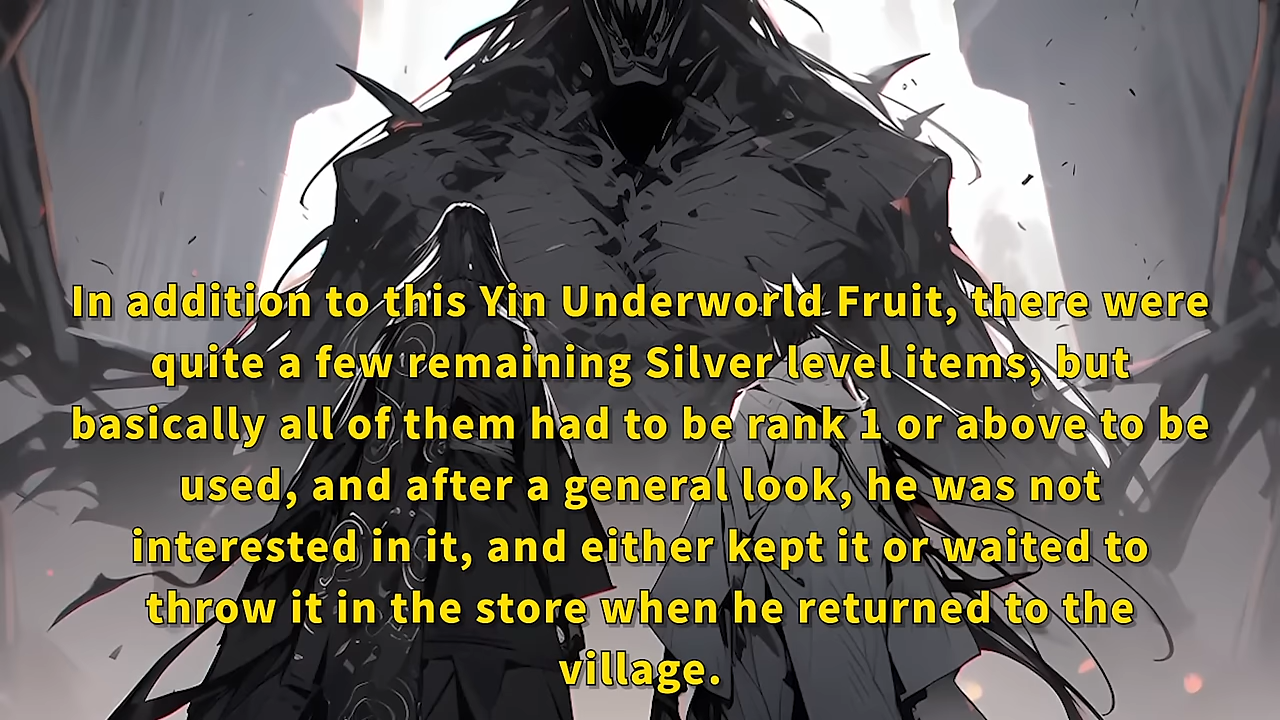 In addition to this Yin Underworld Fruit, there were
quite a few remaining Silver level items, but
basically all of them had to be rank 1 or above to be
used, and after a general look, he was not
interested in it, and either kept it or waited to
throw it in the store when he returned to the
village.